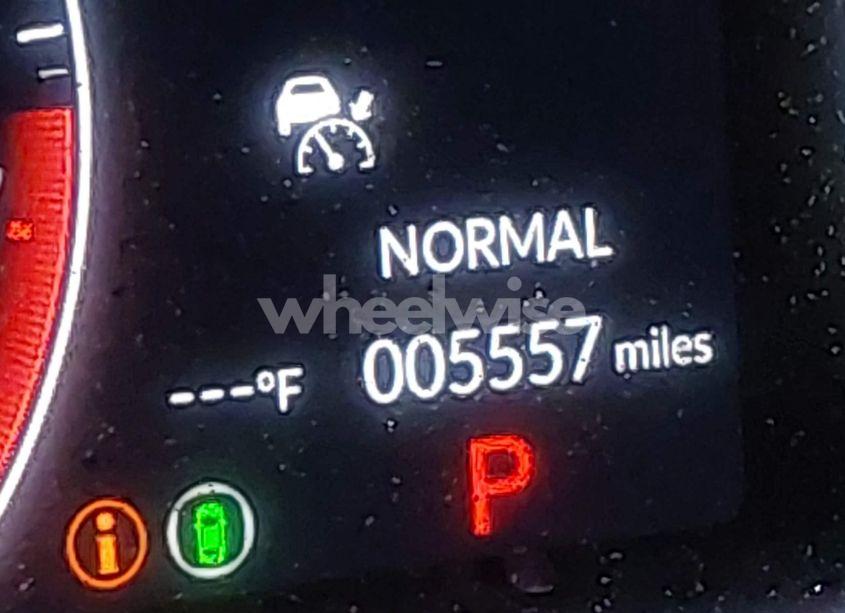 NORMAL
wheelwise
---°F 005557 miles
P
i